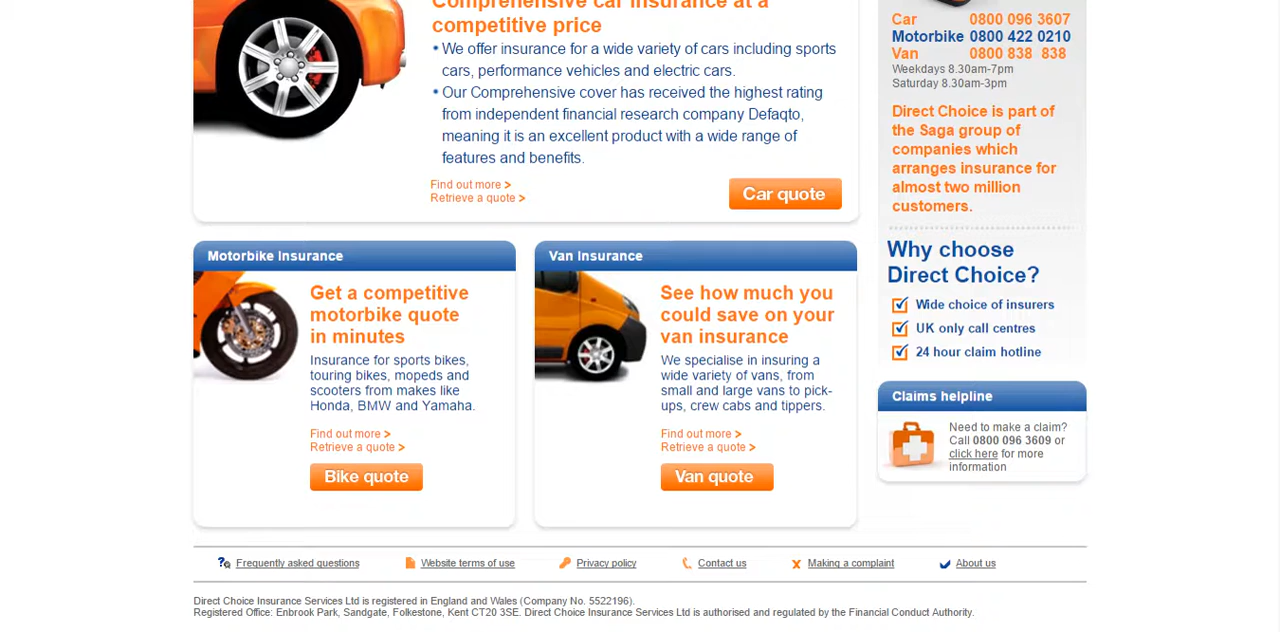 Comprehensive car insurance at a
competitive price
• We offer insurance for a wide variety of cars including sports
cars, performance vehicles and electric cars.
• Our Comprehensive cover has received the highest rating
from independent financial research company Defaqto,
meaning it is an excellent product with a wide range of
features and benefits.
Find out more >
Retrieve a quote >
Car quote
Motorbike Insurance
Get a competitive
motorbike quote
in minutes
Insurance for sports bikes,
touring bikes, mopeds and
scooters from makes like
Honda, BMW and Yamaha.
Find out more >
Retrieve a quote >
Bike quote
Van Insurance
See how much you
could save on your
van insurance
We specialise in insuring a
wide variety of vans, from
small and large vans to pick-
ups, crew cabs and tippers.
Find out more >
Retrieve a quote >
Van quote
Car 0800 096 3607
Motorbike 0800 422 0210
Van 0800 838 838
Weekdays 8.30am-7pm
Saturday 8.30am-3pm
Direct Choice is part of
the Saga group of
companies which
arranges insurance for
almost two million
customers.
Why choose
Direct Choice?
Wide choice of insurers
UK only call centres
24 hour claim hotline
Claims helpline
Need to make a claim?
Call 0800 096 3609 or
click here for more
information
Frequently asked questions Website terms of use Privacy policy Contact us Making a complaint About us
Direct Choice Insurance Services Ltd is registered in England and Wales (Company No. 5522196).
Registered Office: Enbrook Park, Sandgate, Folkestone, Kent CT20 3SE. Direct Choice Insurance Services Ltd is authorised and regulated by the Financial Conduct Authority.